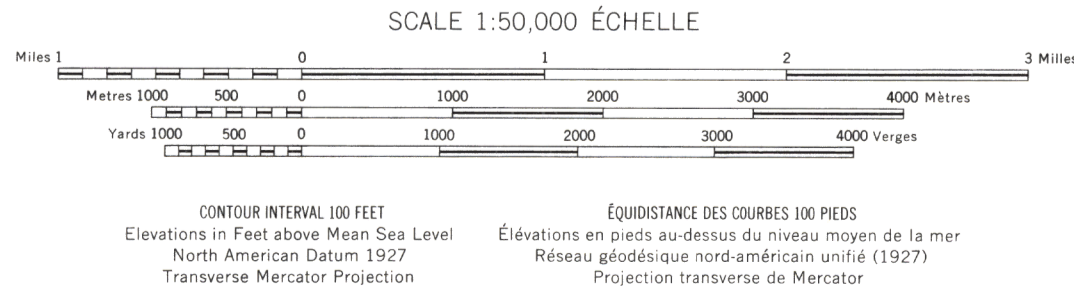 SCALE 1:50,000 ÉCHELLE
Miles 1 0 1 2 3 Milles
Metres 1000 500 0 1000 2000 3000 4000 Mètres
Yards 1000 500 0 1000 2000 3000 4000 Verges
CONTOUR INTERVAL 100 FEET
Elevations in Feet above Mean Sea Level
North American Datum 1927
Transverse Mercator Projection
ÉQUIDISTANCE DES COURBES 100 PIEDS
Élévations en pieds au-dessus du niveau moyen de la mer
Réseau géodésique nord-américain unifié (1927)
Projection transverse de Mercator